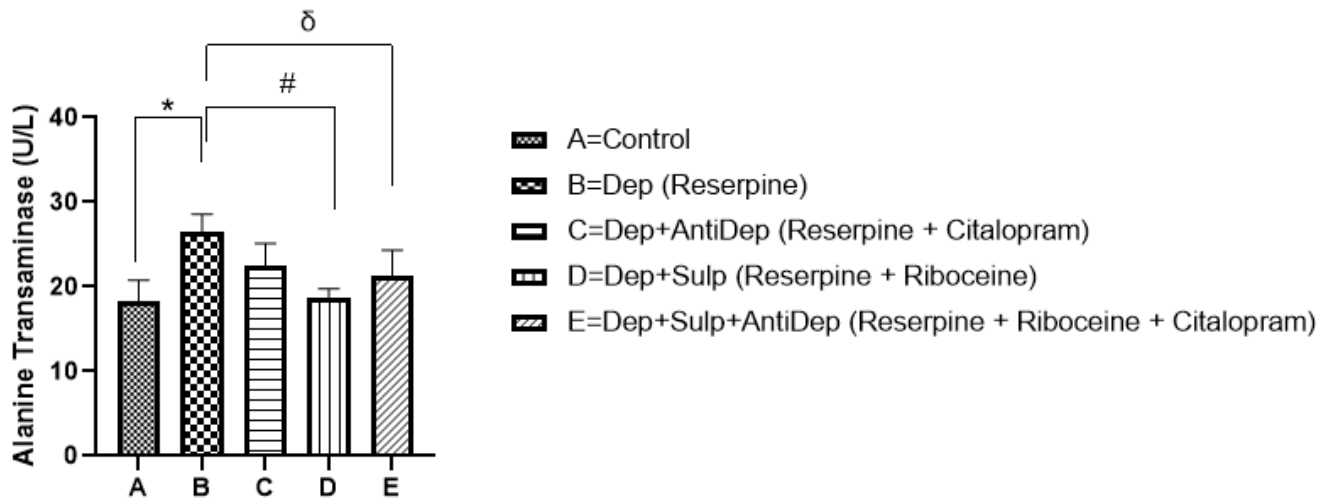 δ
#
*
Alanine Transaminase (U/L)
40
30
20
10
0
A
B
C
D
E
A=Control
B=Dep (Reserpine)
C=Dep+AntiDep (Reserpine + Citalopram)
D=Dep+Sulp (Reserpine + Riboceine)
E=Dep+Sulp+AntiDep (Reserpine + Riboceine + Citalopram)